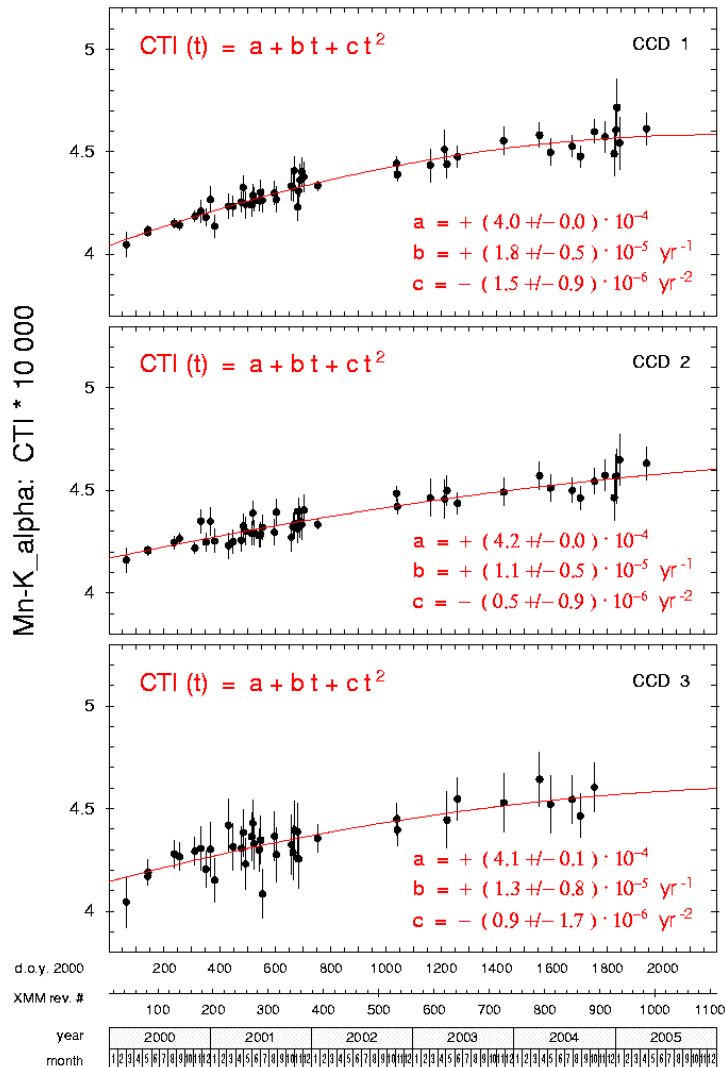 CTI (t) = a + b t + c t²
CCD 1
5
4.5
4
a = + ( 4.0 +/− 0.0 ) · 10⁻⁴
b = + ( 1.8 +/− 0.5 ) · 10⁻⁵ yr⁻¹
c = − ( 1.5 +/− 0.9 ) · 10⁻⁶ yr⁻²
Mn-K_alpha: CTI * 10 000
CTI (t) = a + b t + c t²
CCD 2
5
4.5
4
a = + ( 4.2 +/− 0.0 ) · 10⁻⁴
b = + ( 1.1 +/− 0.5 ) · 10⁻⁵ yr⁻¹
c = − ( 0.5 +/− 0.9 ) · 10⁻⁶ yr⁻²
CTI (t) = a + b t + c t²
CCD 3
5
4.5
4
a = + ( 4.1 +/− 0.1 ) · 10⁻⁴
b = + ( 1.3 +/− 0.8 ) · 10⁻⁵ yr⁻¹
c = − ( 0.9 +/− 1.7 ) · 10⁻⁶ yr⁻²
d.o.y. 2000 200 400 600 800 1000 1200 1400 1600 1800 2000
XMM rev. # 100 200 300 400 500 600 700 800 900 1000 1100
year 2000 2001 2002 2003 2004 2005
month 1 2 3 4 5 6 7 8 9 10 11 12 1 2 3 4 5 6 7 8 9 10 11 12 1 2 3 4 5 6 7 8 9 10 11 12 1 2 3 4 5 6 7 8 9 10 11 12 1 2 3 4 5 6 7 8 9 10 11 12 1 2 3 4 5 6 7 8 9 10 11 12